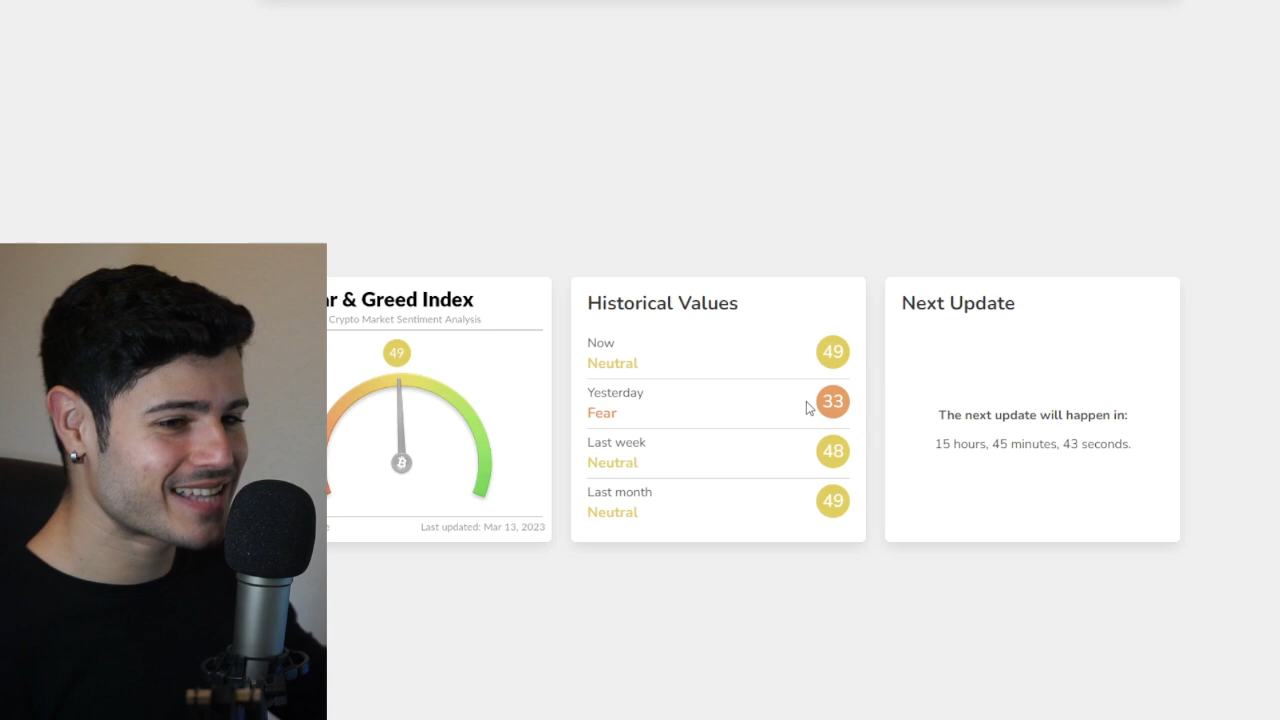 r & Greed Index
Crypto Market Sentiment Analysis
49
Last updated: Mar 13, 2023
Historical Values
Now
Neutral
49
Yesterday
Fear
33
Last week
Neutral
48
Last month
Neutral
49
Next Update
The next update will happen in:
15 hours, 45 minutes, 43 seconds.